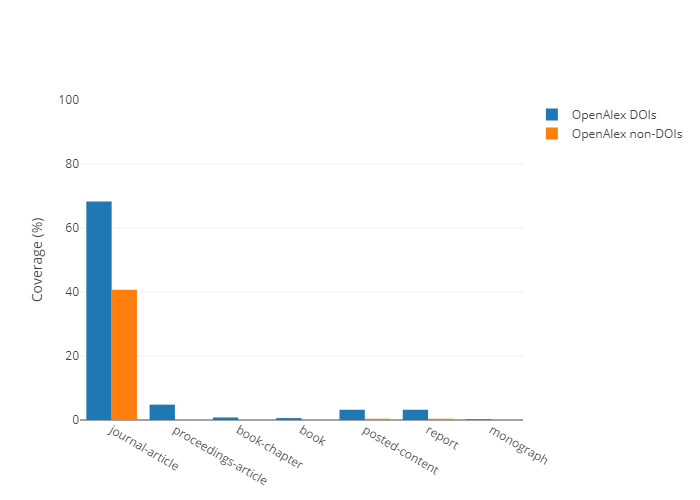 100
80
60
40
20
0
Coverage (%)
journal-article
proceedings-article
book-chapter
book
posted-content
report
monograph
OpenAlex DOIs
OpenAlex non-DOIs